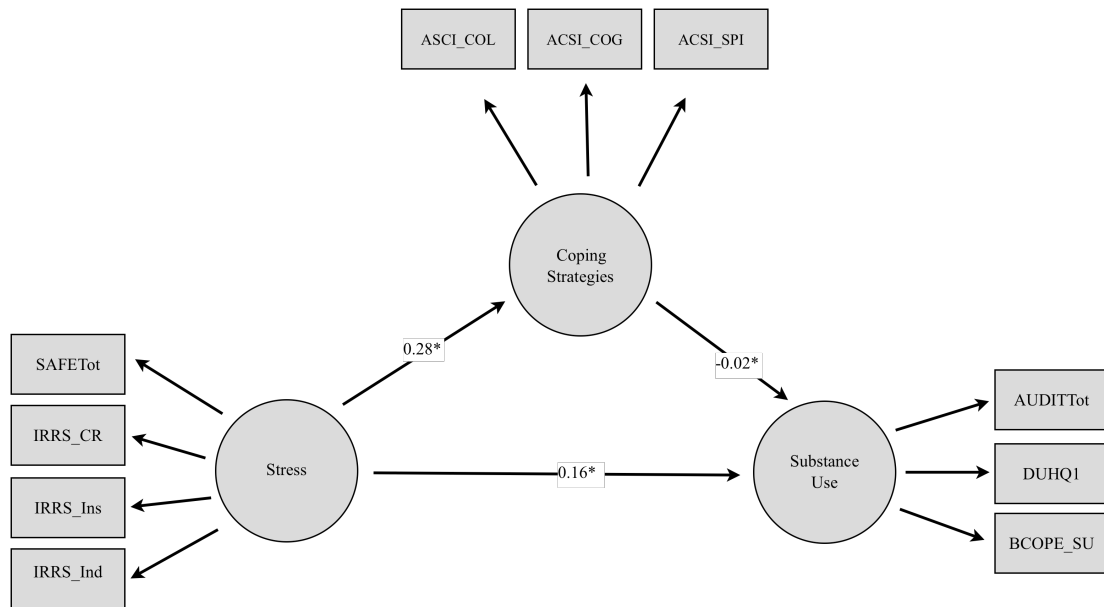 ASCI_COL
ACSI_COG
ACSI_SPI
Coping
Strategies
0.28*
-0.02*
SAFETot
IRRS_CR
IRRS_Ins
IRRS_Ind
Stress
0.16*
Substance
Use
AUDITTot
DUHQ1
BCOPE_SU